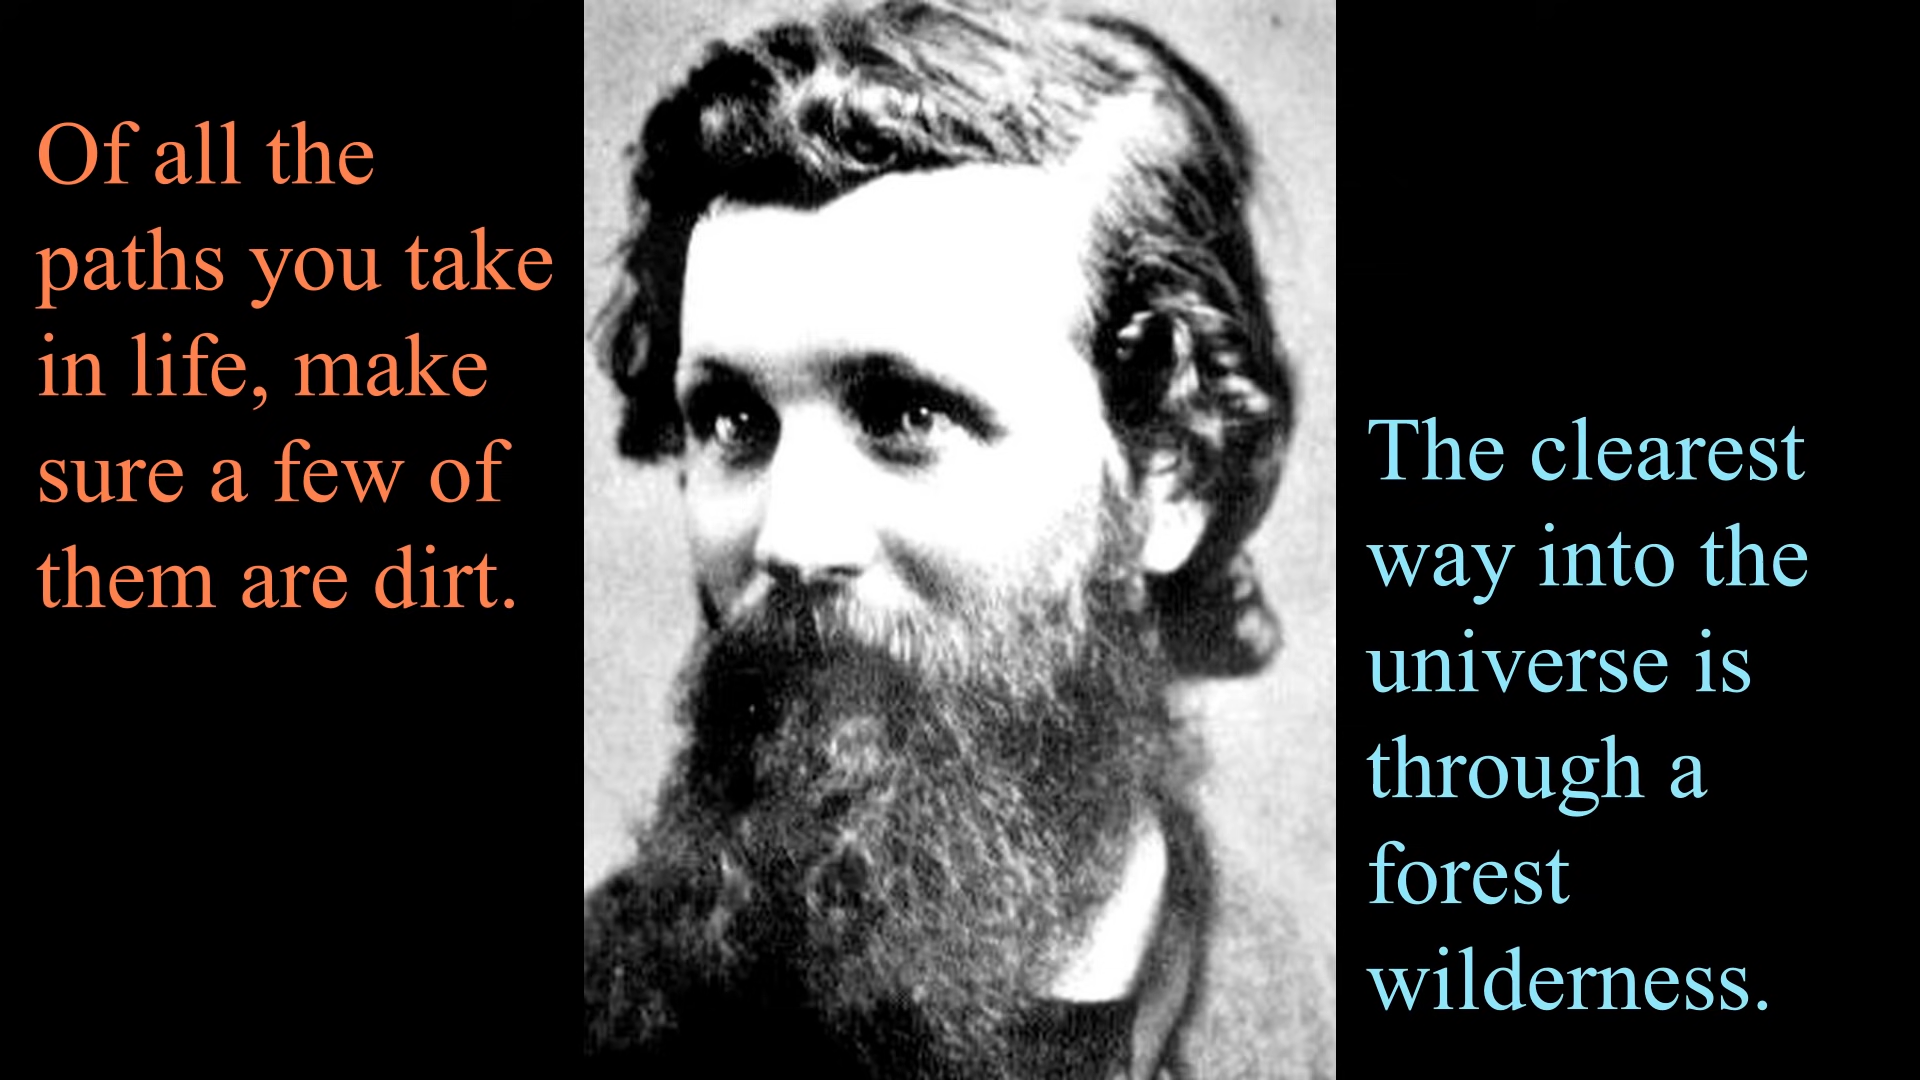 Of all the
paths you take
in life, make
sure a few of
them are dirt.
The clearest
way into the
universe is
through a
forest
wilderness.